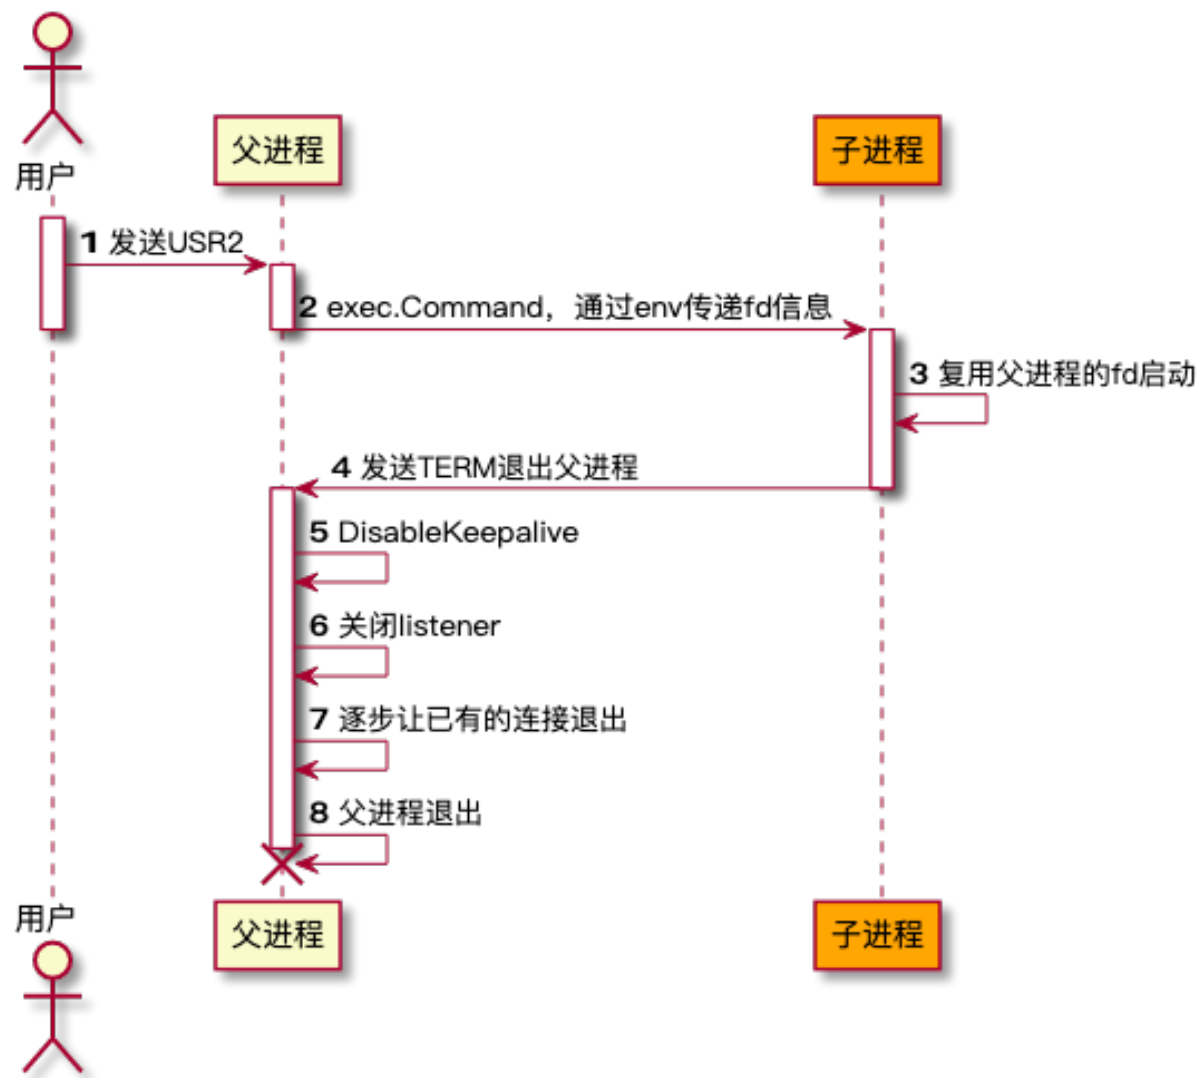 用户
父进程
子进程
1 发送USR2
2 exec.Command，通过env传递fd信息
3 复用父进程的fd启动
4 发送TERM退出父进程
5 DisableKeepalive
6 关闭listener
7 逐步让已有的连接退出
8 父进程退出
用户
父进程
子进程